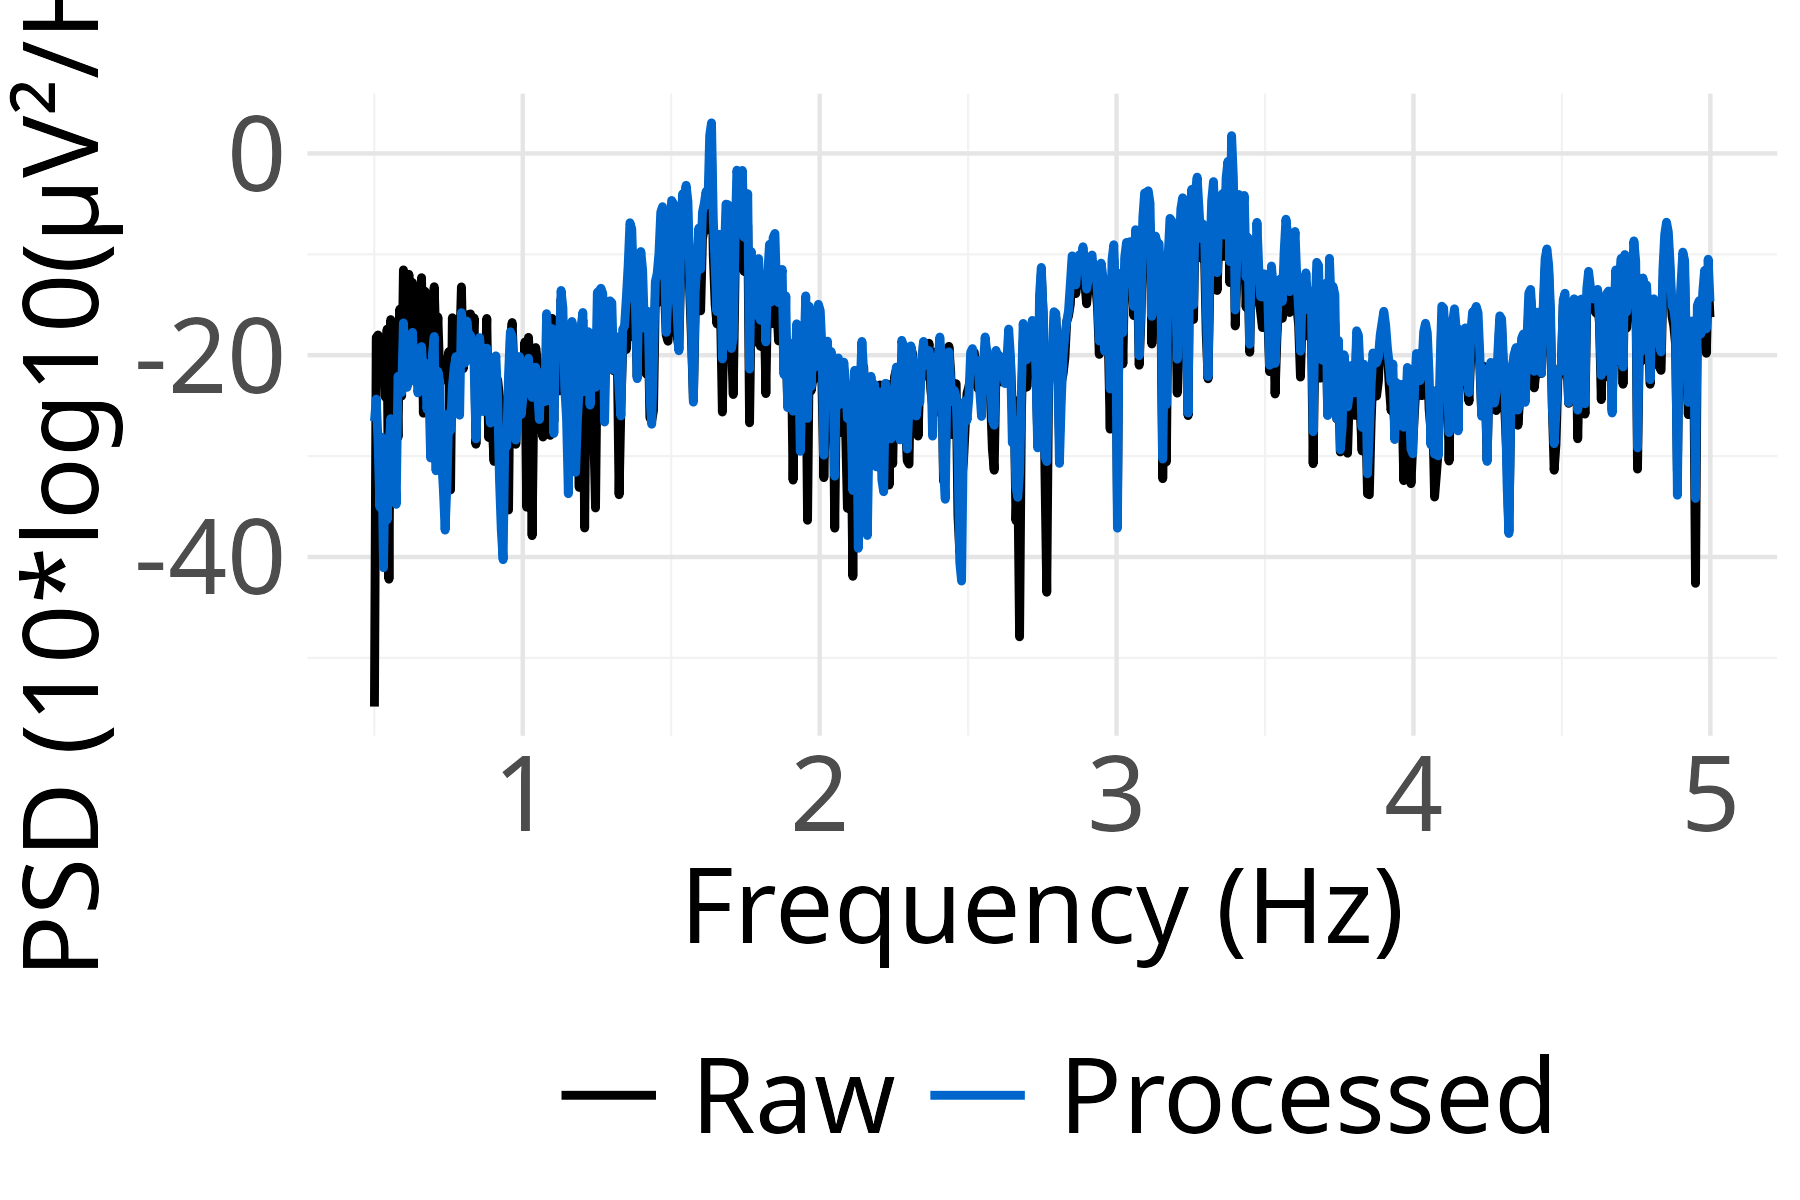 PSD (10*log10(μV²/H
0
-20
-40
1 2 3 4 5
Frequency (Hz)
Raw Processed